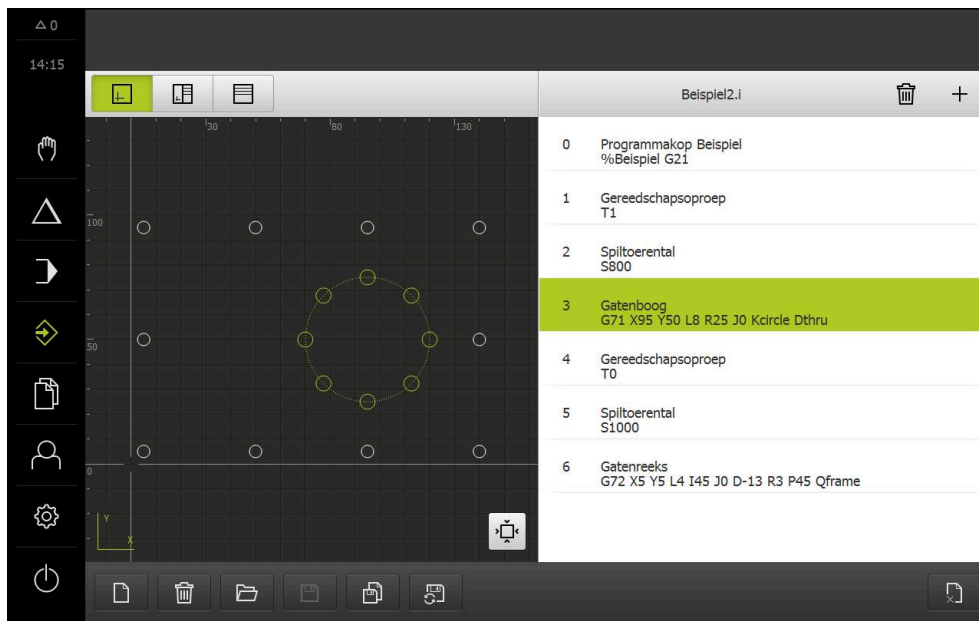 0
14:15
Beispiel2.i
30
80
130
100
50
0
Y
X
0 Programmakop Beispiel
%Beispiel G21
1 Gereedschapsoproep
T1
2 Spiltoerental
S800
3 Gatenboog
G71 X95 Y50 L8 R25 J0 Kcircle Dthru
4 Gereedschapsoproep
T0
5 Spiltoerental
S1000
6 Gatenreeks
G72 X5 Y5 L4 I45 J0 D-13 R3 P45 Qframe